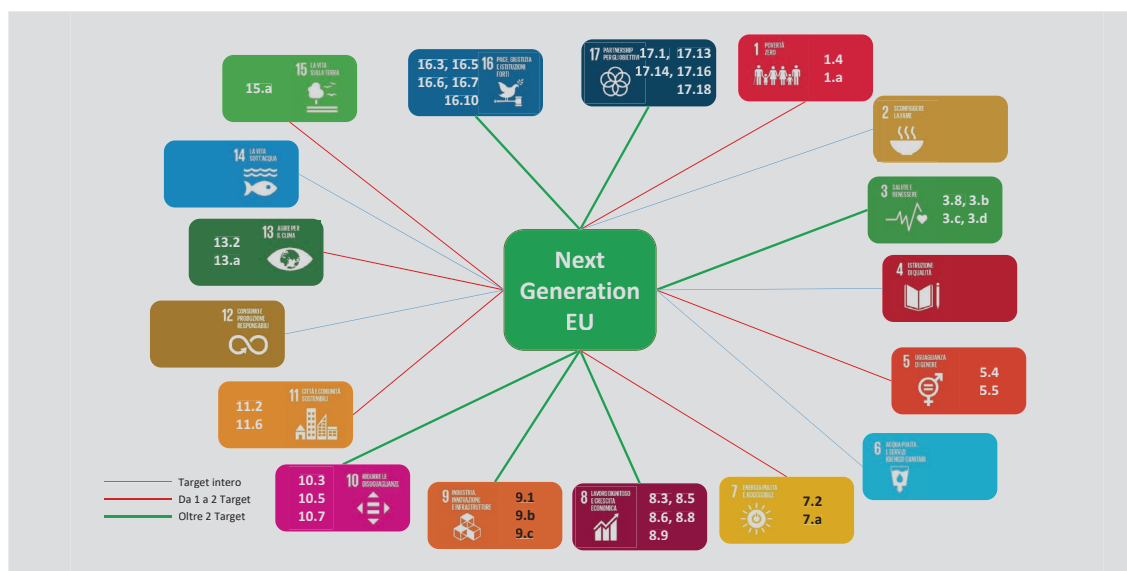 15 LA VITA
SULLA TERRA
15.a
16.3, 16.5
16.6, 16.7
16.10
16 PACE, GIUSTIZIA
E ISTITUZIONI
FORTI
17 PARTNERSHIP
PER GLI OBIETTIVI
17.1, 17.13
17.14, 17.16
17.18
1 POVERTÀ
ZERO
1.4
1.a
2 SCONFIGGERE
LA FAME
14 LA VITA
SOTT'ACQUA
3 SALUTE E
BENESSERE
3.8, 3.b
3.c, 3.d
13 AGIRE PER
IL CLIMA
13.2
13.a
Next
Generation
EU
4 ISTRUZIONE
DI QUALITÀ
12 CONSUMO E
PRODUZIONE
RESPONSABILI
5 UGUAGLIANZA
DI GENERE
5.4
5.5
11 CITTÀ E COMUNITÀ
SOSTENIBILI
11.2
11.6
6 ACQUA PULITA
E SERVIZI
IGIENICO-SANITARI
10.3
10.5
10.7
10 RIDURRE LE
DISUGUAGLIANZE
9 INDUSTRIA,
INNOVAZIONE
E INFRASTRUTTURE
9.1
9.b
9.c
8 LAVORO DIGNITOSO
E CRESCITA
ECONOMICA
8.3, 8.5
8.6, 8.8
8.9
7 ENERGIA PULITA
E ACCESSIBILE
7.2
7.a
Target intero
Da 1 a 2 Target
Oltre 2 Target